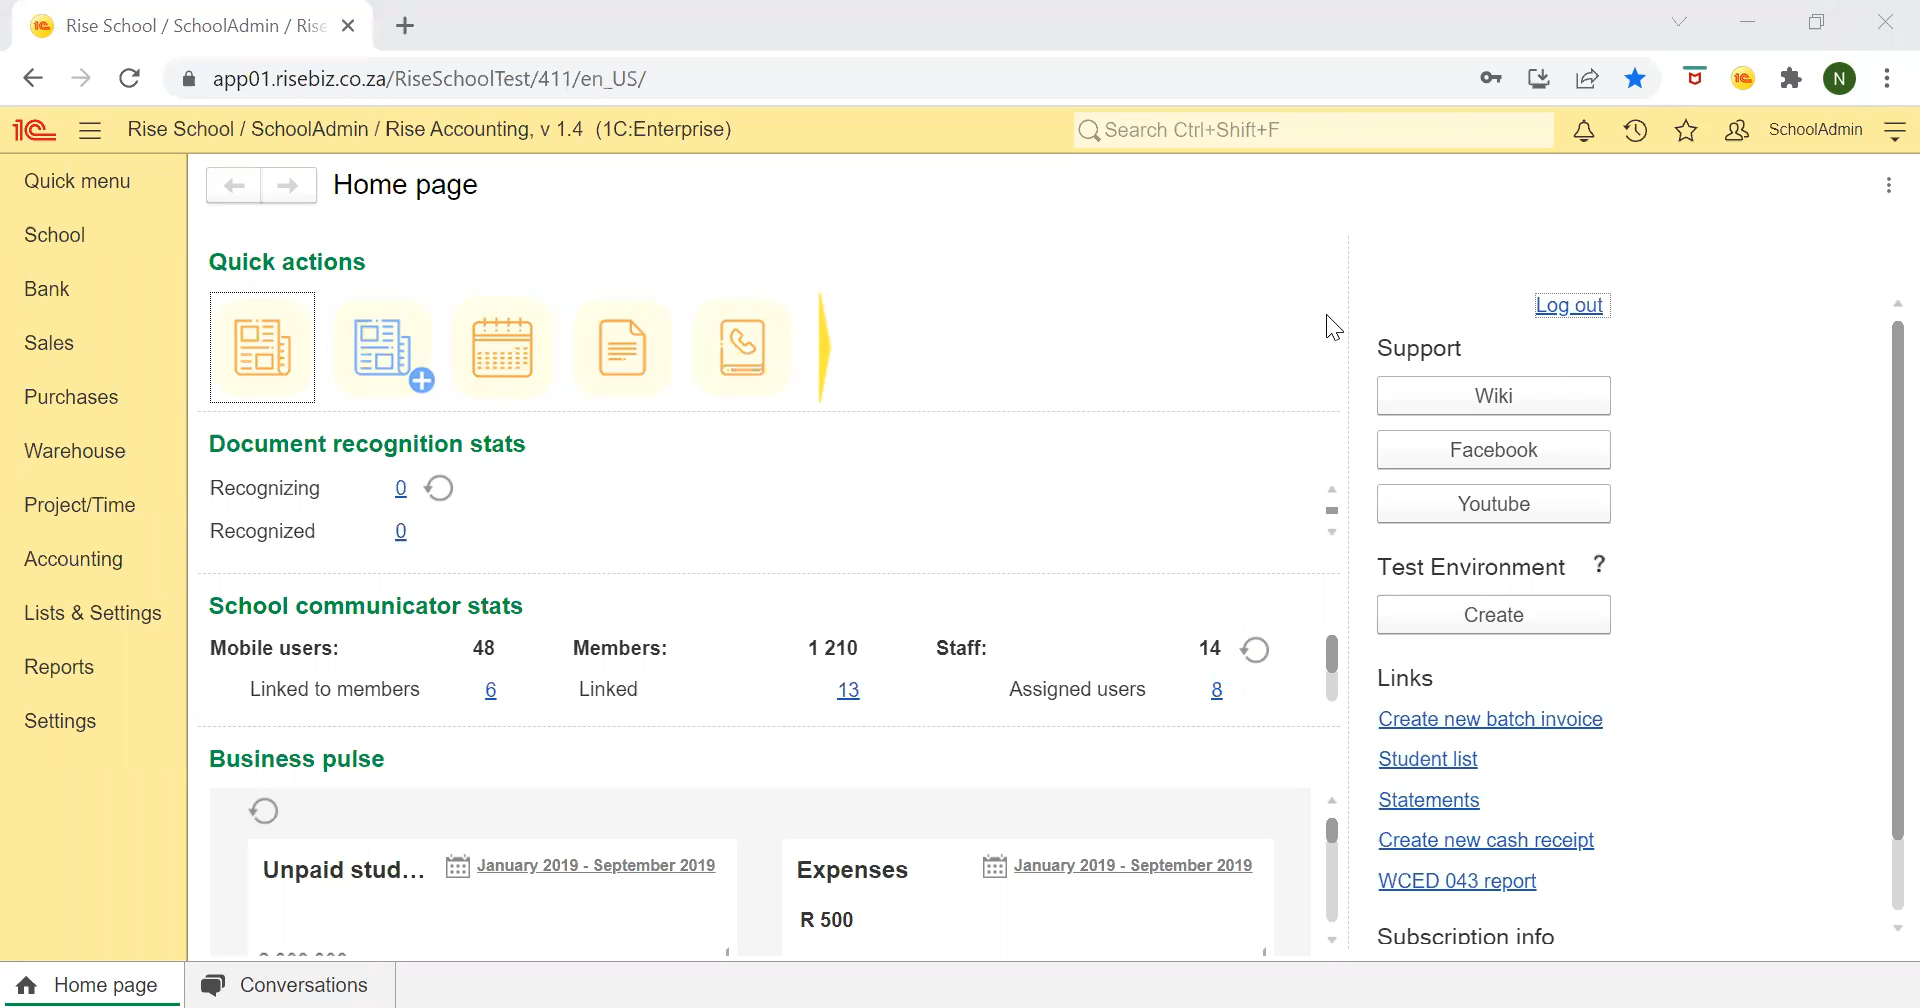 Rise School / SchoolAdmin / Rise
app01.risebiz.co.za/RiseSchoolTest/411/en_US/
N
Rise School / SchoolAdmin / Rise Accounting, v 1.4 (1C:Enterprise)
Search Ctrl+Shift+F
SchoolAdmin
Quick menu
School
Bank
Sales
Purchases
Warehouse
Project/Time
Accounting
Lists & Settings
Reports
Settings
Home page
Quick actions
Document recognition stats
Recognizing 0
Recognized 0
School communicator stats
Mobile users: 48 Members: 1 210 Staff: 14
Linked to members 6 Linked 13 Assigned users 8
Business pulse
Unpaid stud... January 2019 - September 2019
Expenses January 2019 - September 2019
R 500
Log out
Support
Wiki
Facebook
Youtube
Test Environment ?
Create
Links
Create new batch invoice
Student list
Statements
Create new cash receipt
WCED 043 report
Subscription info
Home page
Conversations